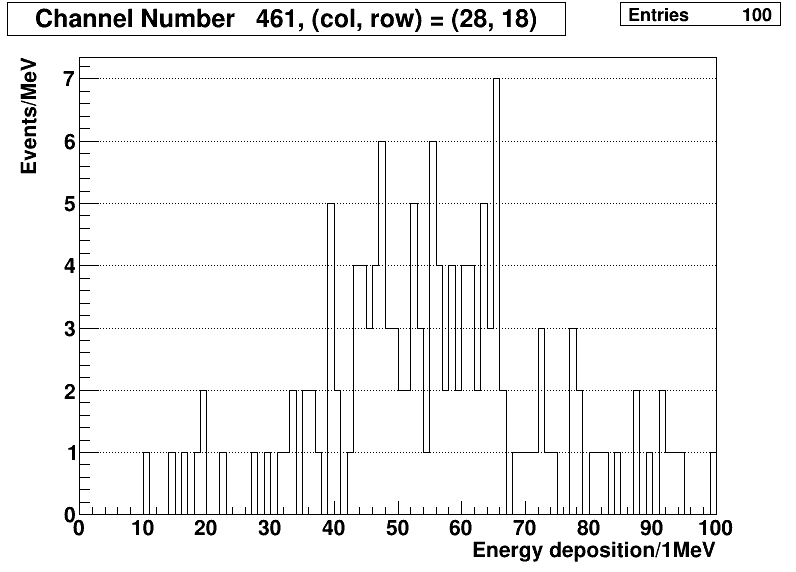 Channel Number 461, (col, row) = (28, 18)
Entries 100
Events/MeV
7
6
5
4
3
2
1
0
0 10 20 30 40 50 60 70 80 90 100
Energy deposition/1MeV